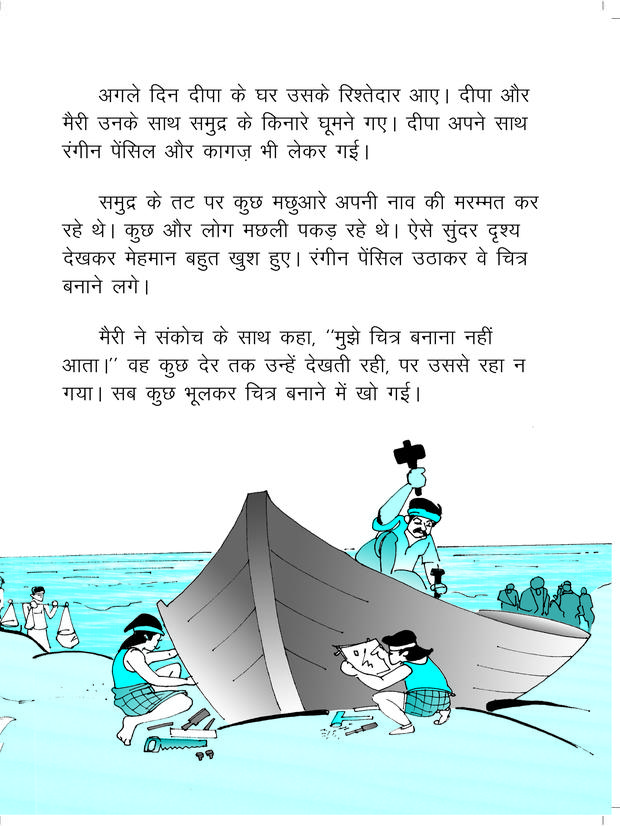 अगले दिन दीपा के घर उसके रिश्तेदार आए। दीपा और
मैरी उनके साथ समुद्र के किनारे घूमने गए। दीपा अपने साथ
रंगीन पेंसिल और कागज़ भी लेकर गई।
समुद्र के तट पर कुछ मछुआरे अपनी नाव की मरम्मत कर
रहे थे। कुछ और लोग मछली पकड़ रहे थे। ऐसे सुंदर दृश्य
देखकर मेहमान बहुत खुश हुए। रंगीन पेंसिल उठाकर वे चित्र
बनाने लगे।
मैरी ने संकोच के साथ कहा, “मुझे चित्र बनाना नहीं
आता।” वह कुछ देर तक उन्हें देखती रही, पर उससे रहा न
गया। सब कुछ भूलकर चित्र बनाने में खो गई।